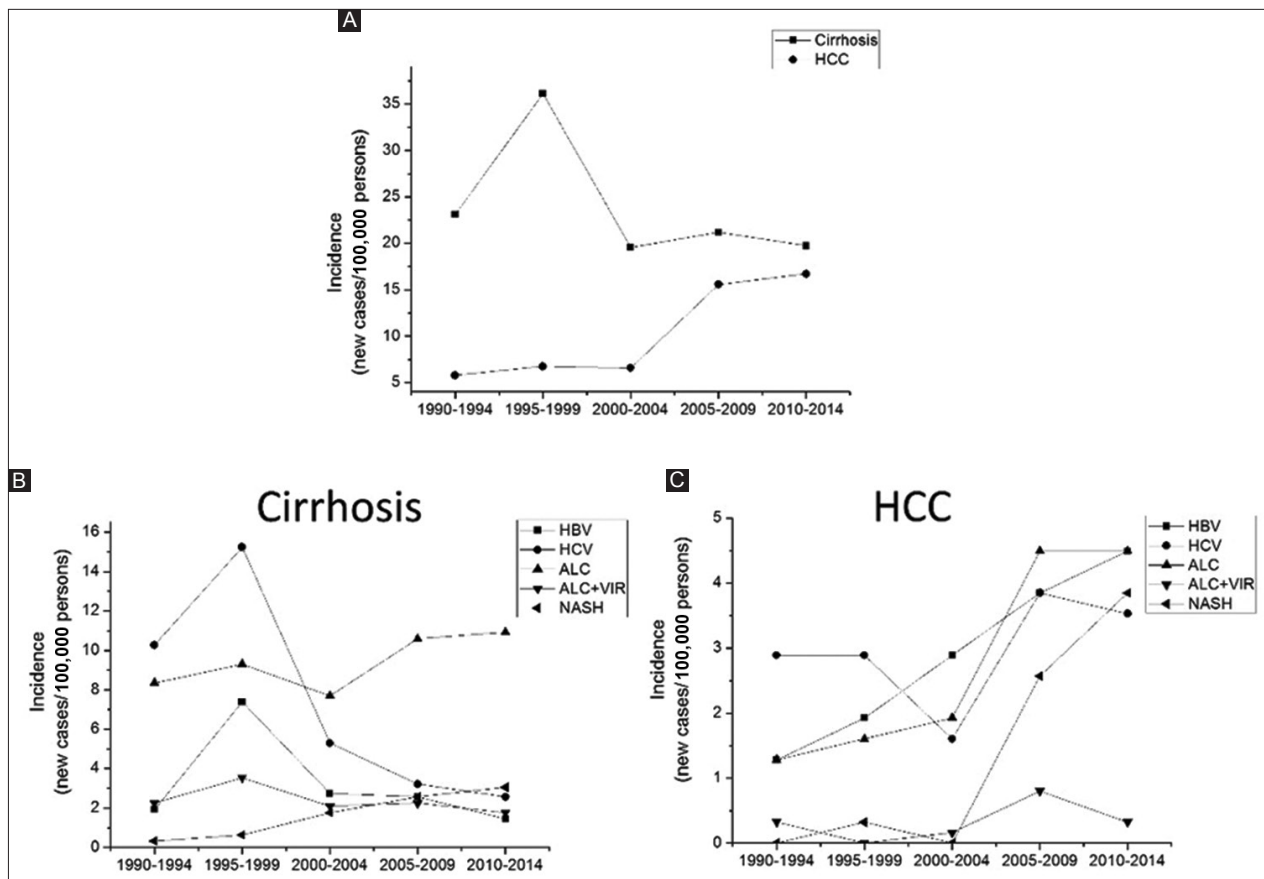 A
Cirrhosis
HCC
Incidence
(new cases/100,000 persons)
35
30
25
20
15
10
5
1990-1994 1995-1999 2000-2004 2005-2009 2010-2014
B
Cirrhosis
HBV
HCV
ALC
ALC+VIR
NASH
Incidence
(new cases/100,000 persons)
16
14
12
10
8
6
4
2
0
1990-1994 1995-1999 2000-2004 2005-2009 2010-2014
C
HCC
HBV
HCV
ALC
ALC+VIR
NASH
Incidence
(new cases/100,000 persons)
5
4
3
2
1
0
1990-1994 1995-1999 2000-2004 2005-2009 2010-2014